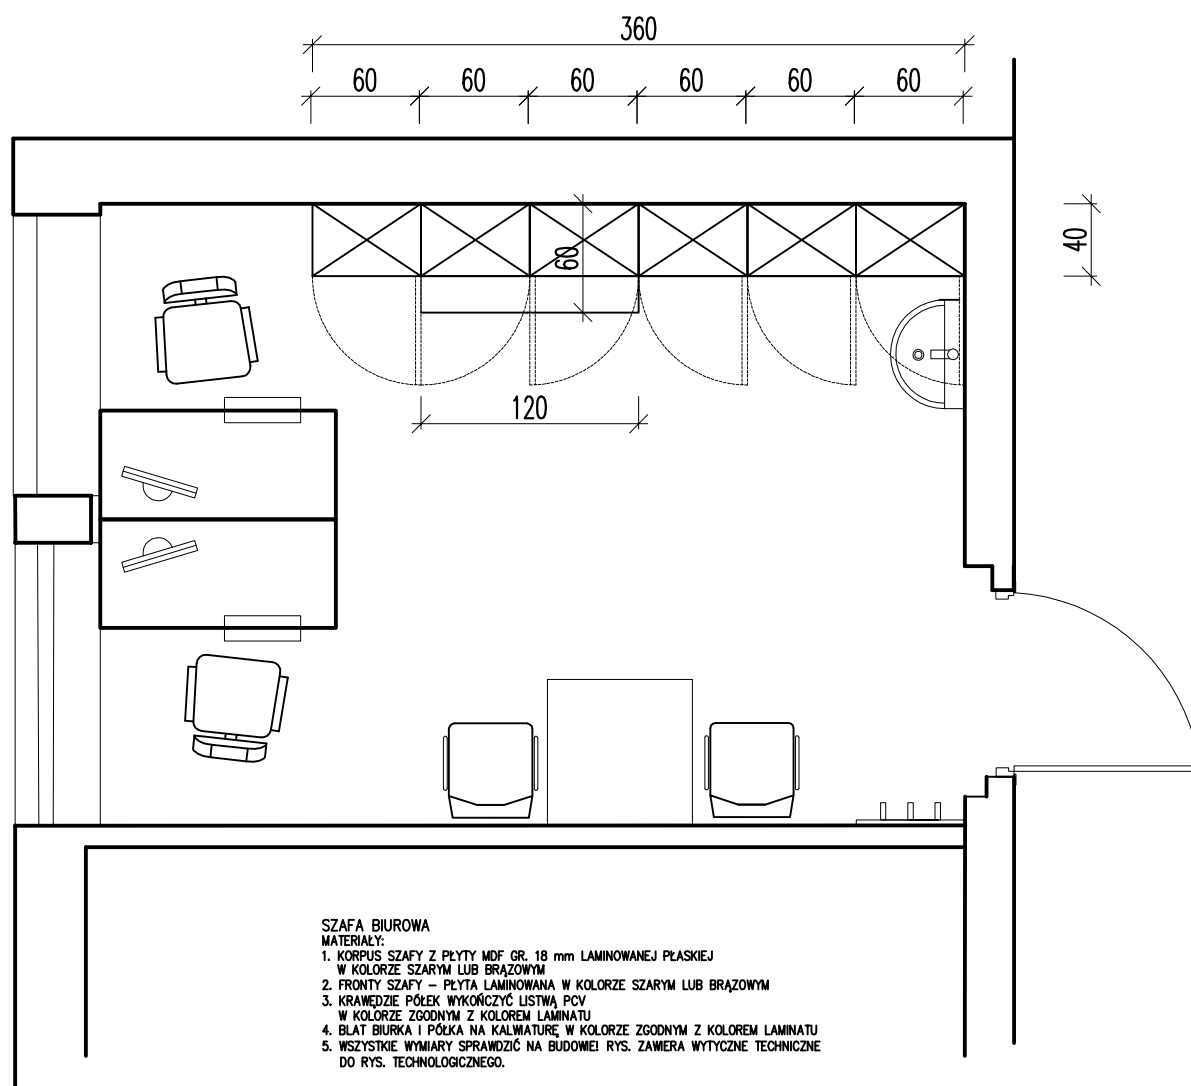 360
60 60 60 60 60 60
40
60
120
SZAFA BIUROWA
MATERIAŁY:
1. KORPUS SZAFY Z PŁYTY MDF GR. 18 mm LAMINOWANEJ PŁASKIEJ
W KOLORZE SZARYM LUB BRĄZOWYM
2. FRONTY SZAFY – PŁYTA LAMINOWANA W KOLORZE SZARYM LUB BRĄZOWYM
3. KRAWĘDZIE PÓŁEK WYKOŃCZYĆ LISTWĄ PCV
W KOLORZE ZGODNYM Z KOLOREM LAMINATU
4. BLAT BIURKA I PÓŁKA NA KALWIATURĘ W KOLORZE ZGODNYM Z KOLOREM LAMINATU
5. WSZYSTKIE WYMIARY SPRAWDZIĆ NA BUDOWIE! RYS. ZAWIERA WYTYCZNE TECHNICZNE
DO RYS. TECHNOLOGICZNEGO.